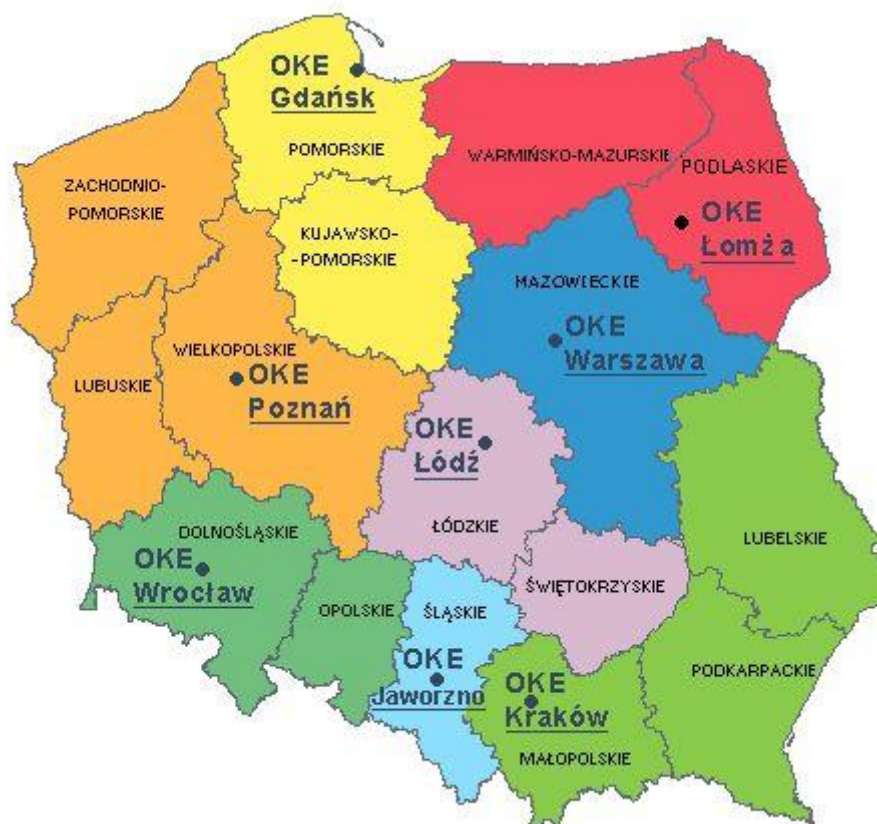 OKE
Gdańsk
POMORSKIE
WARMIŃSKO-MAZURSKIE
PODLASKIE
ZACHODNIO-
POMORSKIE
OKE
Łomża
KUJAWSKO-
-POMORSKIE
MAZOWIECKIE
OKE
Warszawa
WIELKOPOLSKIE
LUBUSKIE
OKE
Poznań
OKE
Łódź
ŁÓDZKIE
DOLNOŚLĄSKIE
LUBELSKIE
OKE
Wrocław
OPOLSKIE
ŚLĄSKIE
ŚWIĘTOKRZYSKIE
OKE
Jaworzno
OKE
Kraków
PODKARPACKIE
MAŁOPOLSKIE